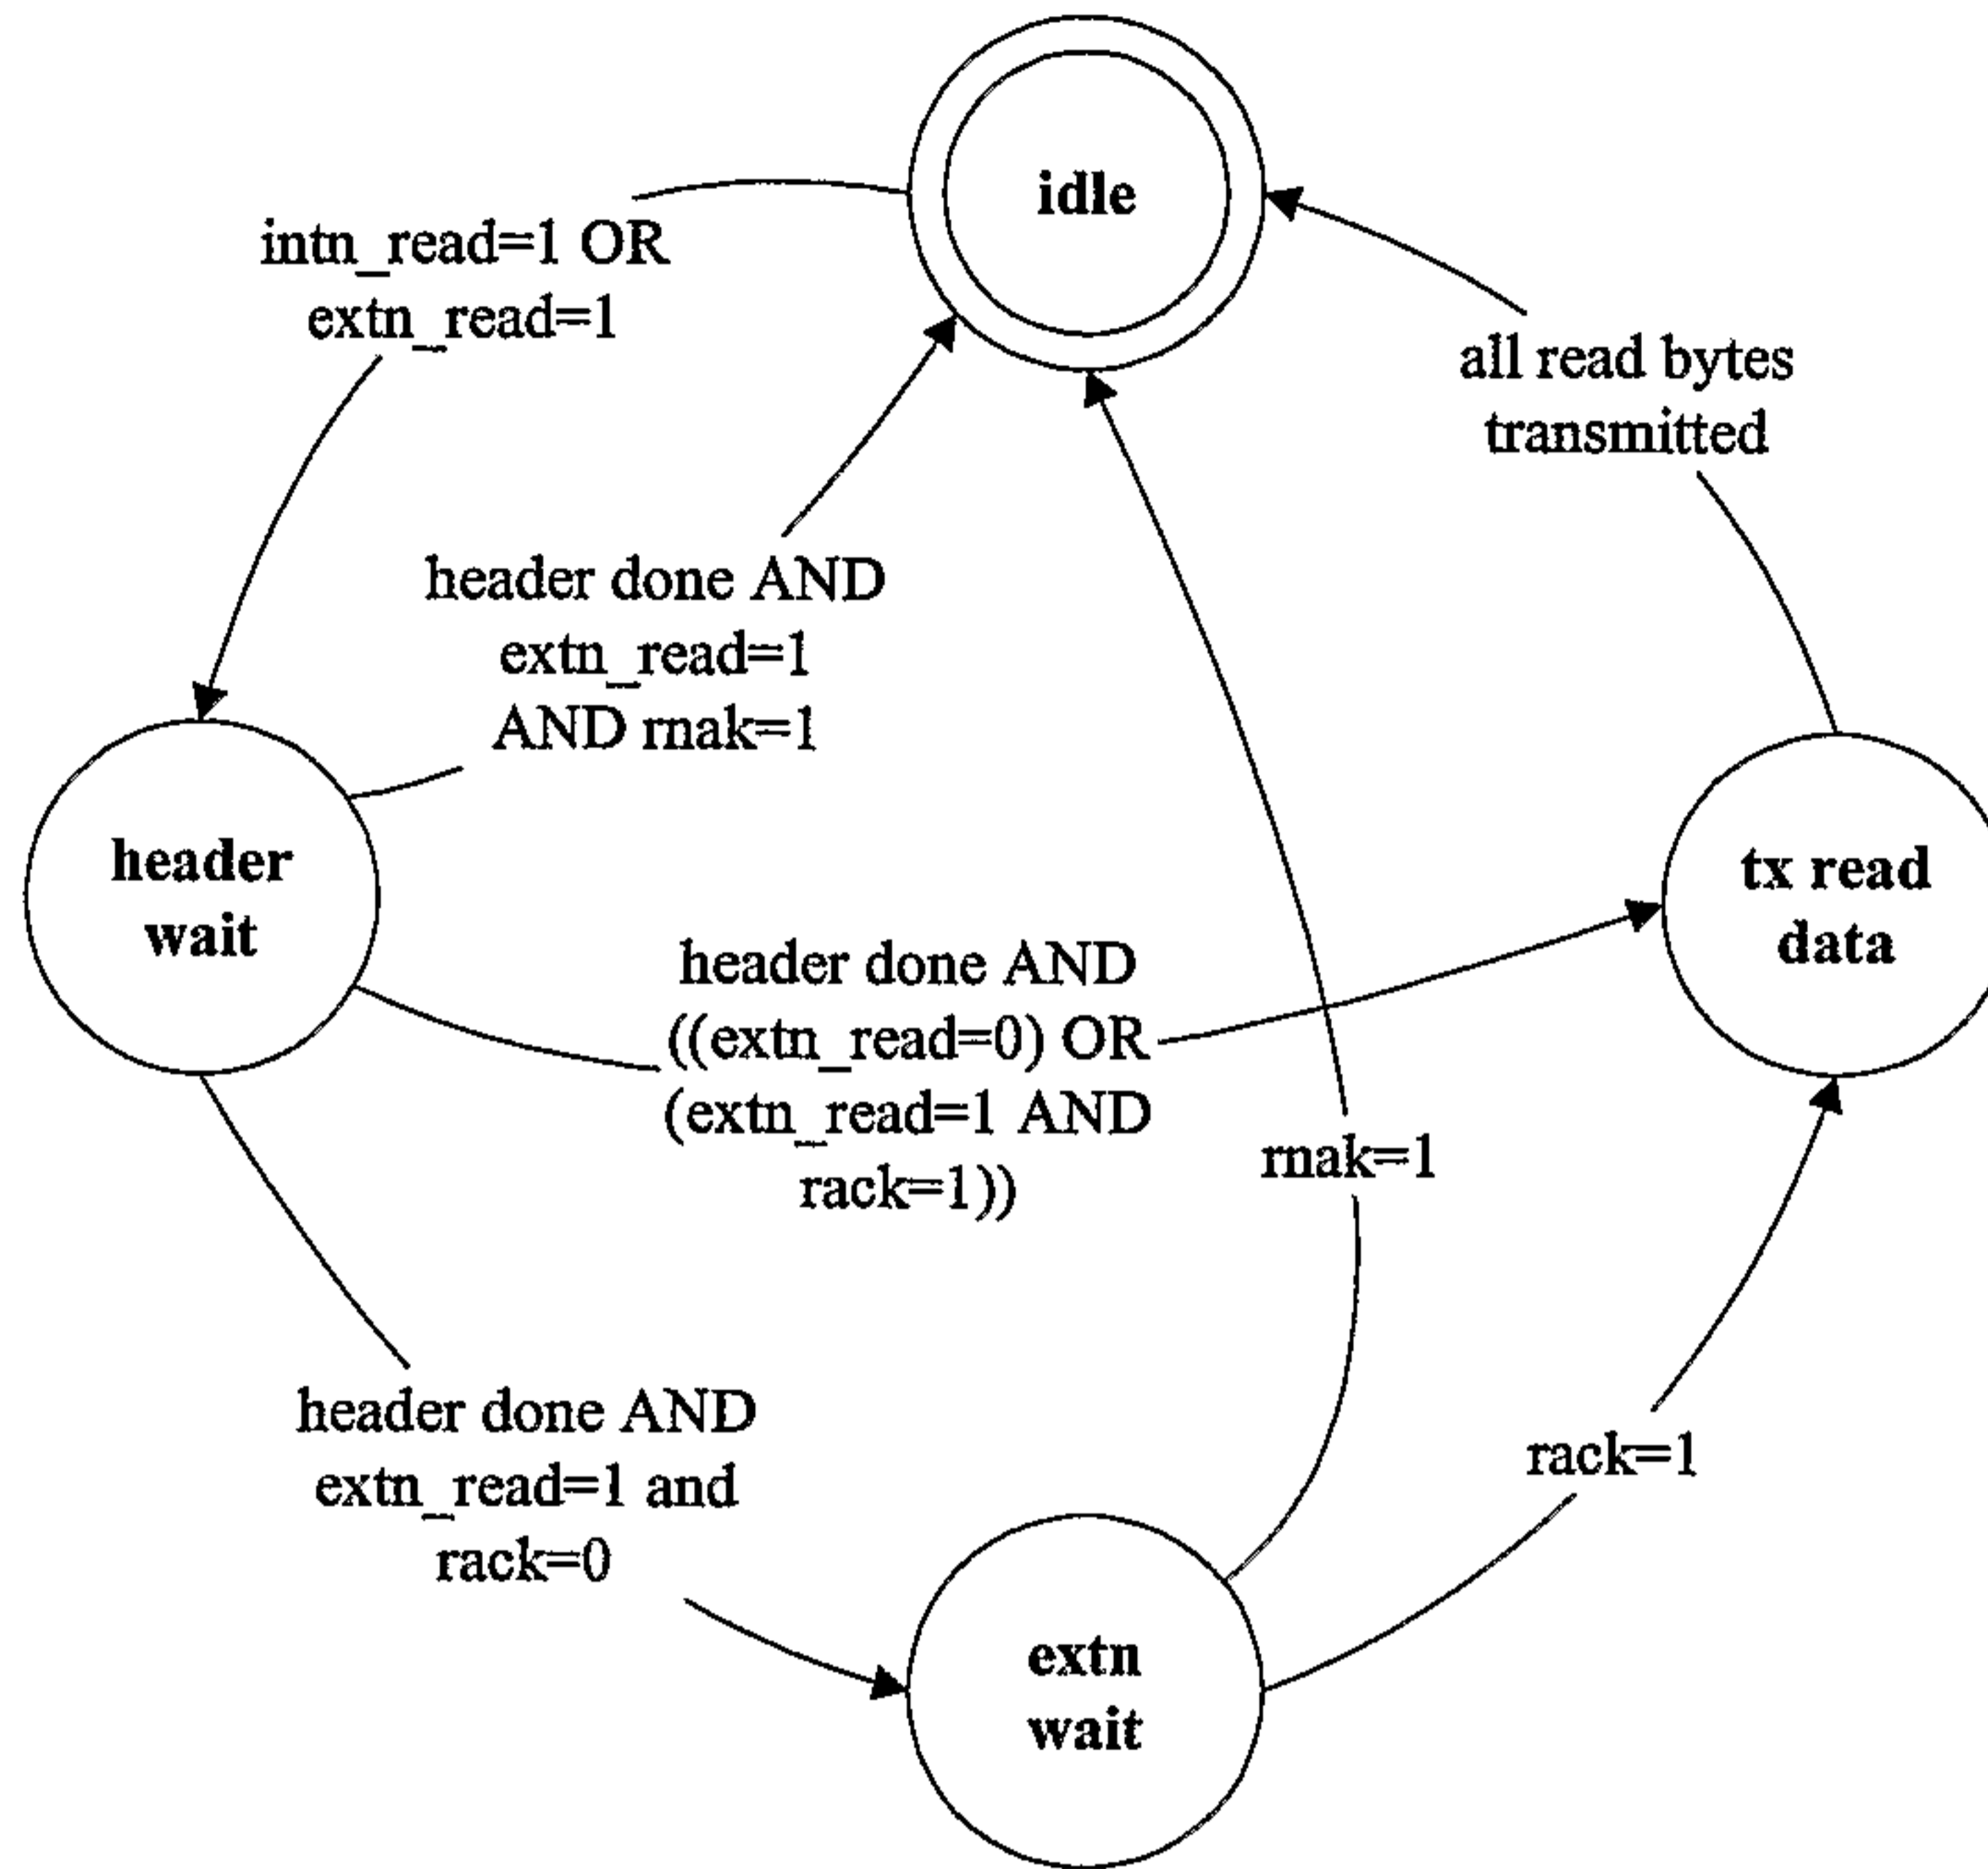 idle
intn_read=1 OR
extn_read=1
all read bytes
transmitted
header done AND
extn_read=1
AND rnak=1
header
wait
tx read
data
header done AND
((extn_read=0) OR
(extn_read=1 AND
rack=1))
rnak=1
header done AND
extn_read=1 and
rack=0
rack=1
extn
wait